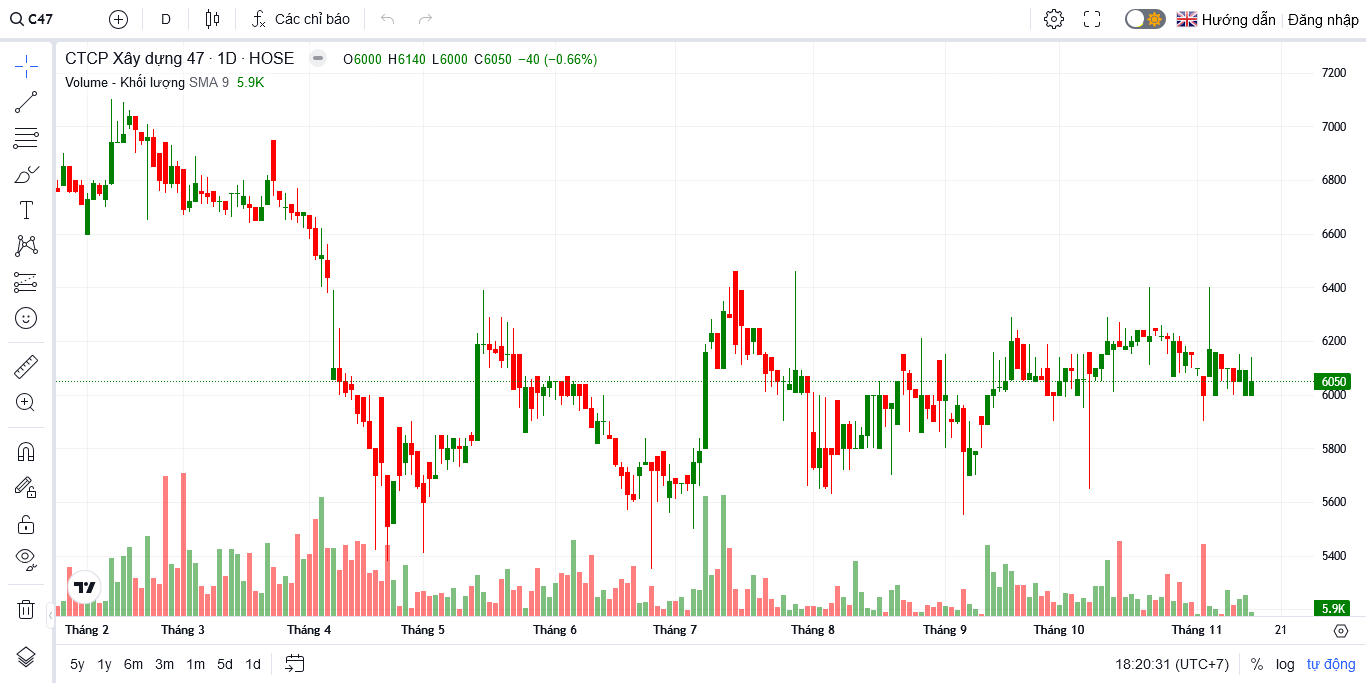 C47
D
Các chỉ báo
Hướng dẫn
Đăng nhập
CTCP Xây dựng 47 · 1D · HOSE
O6000 H6140 L6000 C6050 −40 (−0.66%)
Volume - Khối lượng SMA 9 5.9K
7200
7000
6800
6600
6400
6200
6050
6000
5800
5600
5400
5.9K
Tháng 2 Tháng 3 Tháng 4 Tháng 5 Tháng 6 Tháng 7 Tháng 8 Tháng 9 Tháng 10 Tháng 11 21
5y 1y 6m 3m 1m 5d 1d
18:20:31 (UTC+7) % log tự động